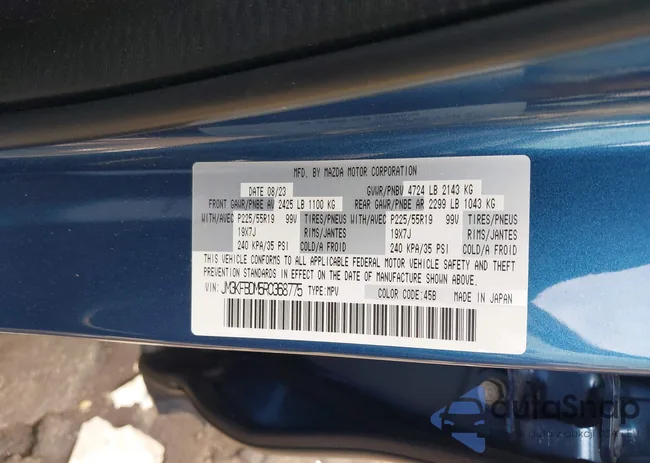 MFD. BY MAZDA MOTOR CORPORATION
DATE 08/23 GVWR/PNBV 4724 LB 2143 KG
FRONT GAWR/PNBE AV 2425 LB 1100 KG REAR GAWR/PNBE AR 2299 LB 1043 KG
WITH/AVEC P225/55R19 99V TIRES/PNEUS WITH/AVEC P225/55R19 99V TIRES/PNEUS
19X7J RIMS/JANTES 19X7J RIMS/JANTES
240 KPA/35 PSI COLD/A FROID 240 KPA/35 PSI COLD/A FROID
THIS VEHICLE CONFORMS TO ALL APPLICABLE FEDERAL MOTOR VEHICLE SAFETY AND THEFT
PREVENTION STANDARDS IN EFFECT ON THE DATE OF MANUFACTURE SHOWN ABOVE.
VIN: JM3KFBDM5R0368775 TYPE: MPV COLOR CODE: 45B MADE IN JAPAN
autaSnap
auta z aukcji